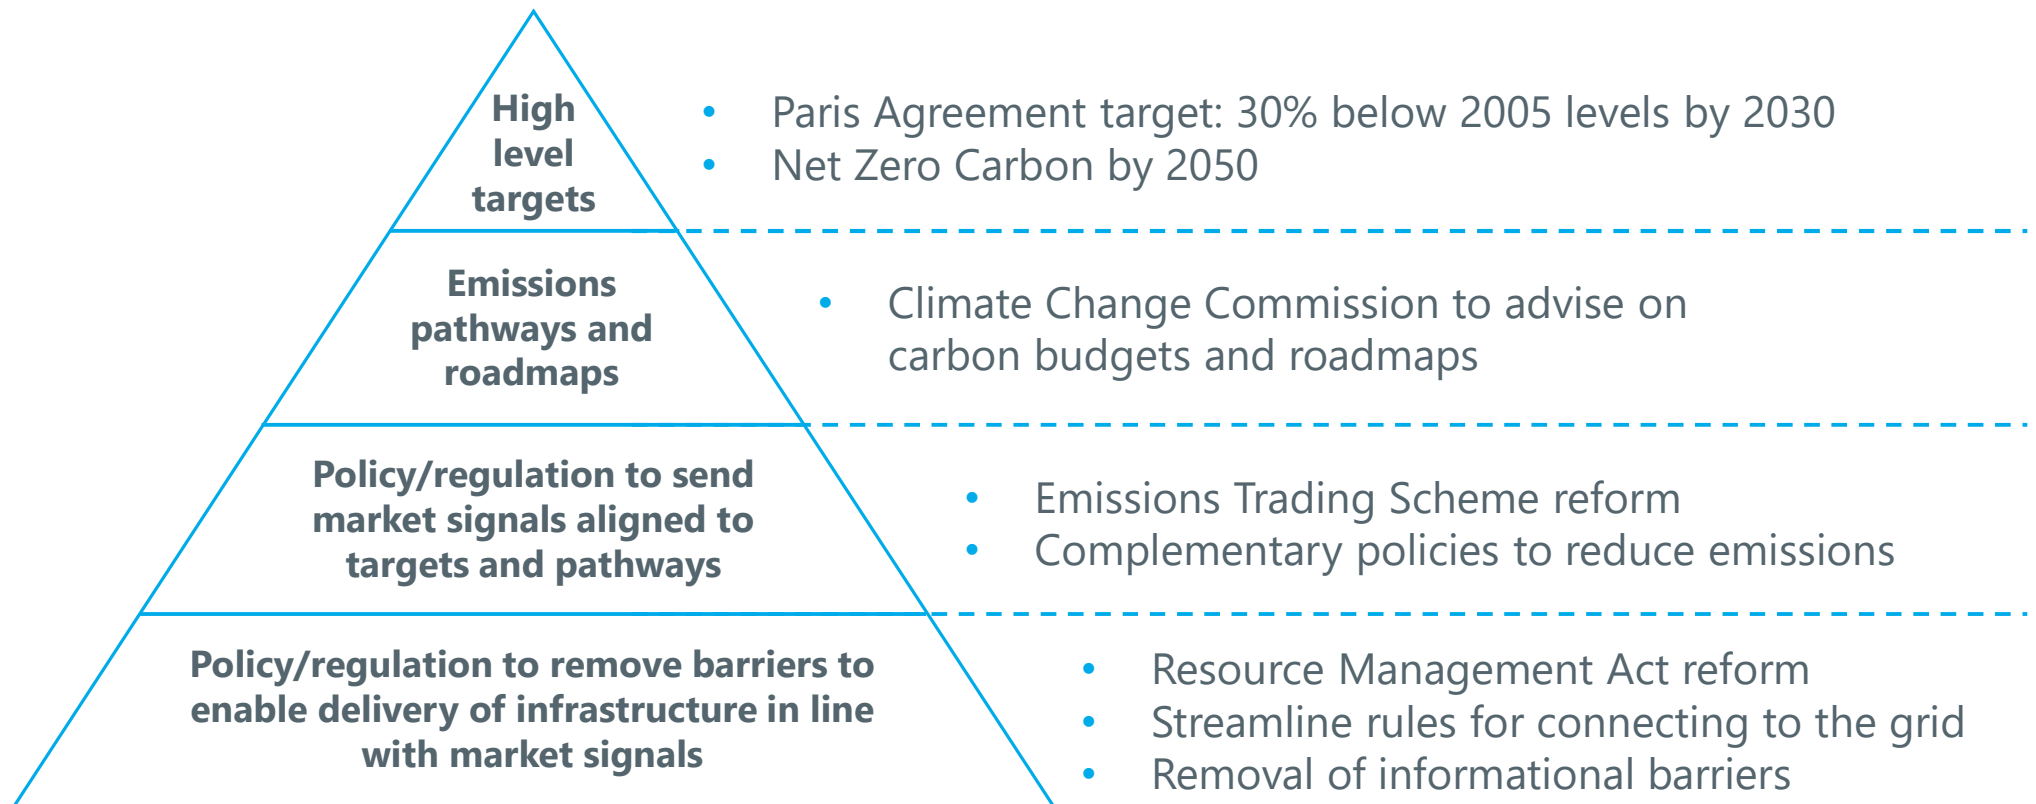 High
level
targets
• Paris Agreement target: 30% below 2005 levels by 2030
• Net Zero Carbon by 2050
Emissions
pathways and
roadmaps
• Climate Change Commission to advise on
carbon budgets and roadmaps
Policy/regulation to send
market signals aligned to
targets and pathways
• Emissions Trading Scheme reform
• Complementary policies to reduce emissions
Policy/regulation to remove barriers to
enable delivery of infrastructure in line
with market signals
• Resource Management Act reform
• Streamline rules for connecting to the grid
• Removal of informational barriers